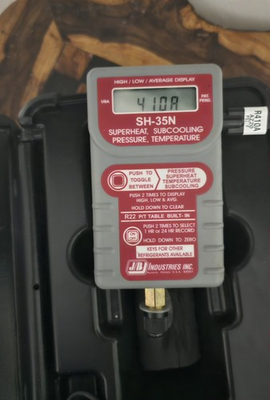 HIGH / LOW / AVERAGE DISPLAY
410A
SH-35N
SUPERHEAT, SUBCOOLING
PRESSURE, TEMPERATURE
PUSH TO
TOGGLE
BETWEEN
PRESSURE
SUPERHEAT
TEMPERATURE
SUBCOOLING
PUSH 2 TIMES TO DISPLAY
HIGH, LOW & AVG.
HOLD DOWN TO CLEAR
R22 P/T TABLE BUILT-IN
PUSH 2 TIMES TO SELECT
1 HR or 24 HR RECORD
HOLD DOWN TO ZERO
KEYS FOR OTHER
REFRIGERANTS AVAILABLE
J/B INDUSTRIES INC.
R410A